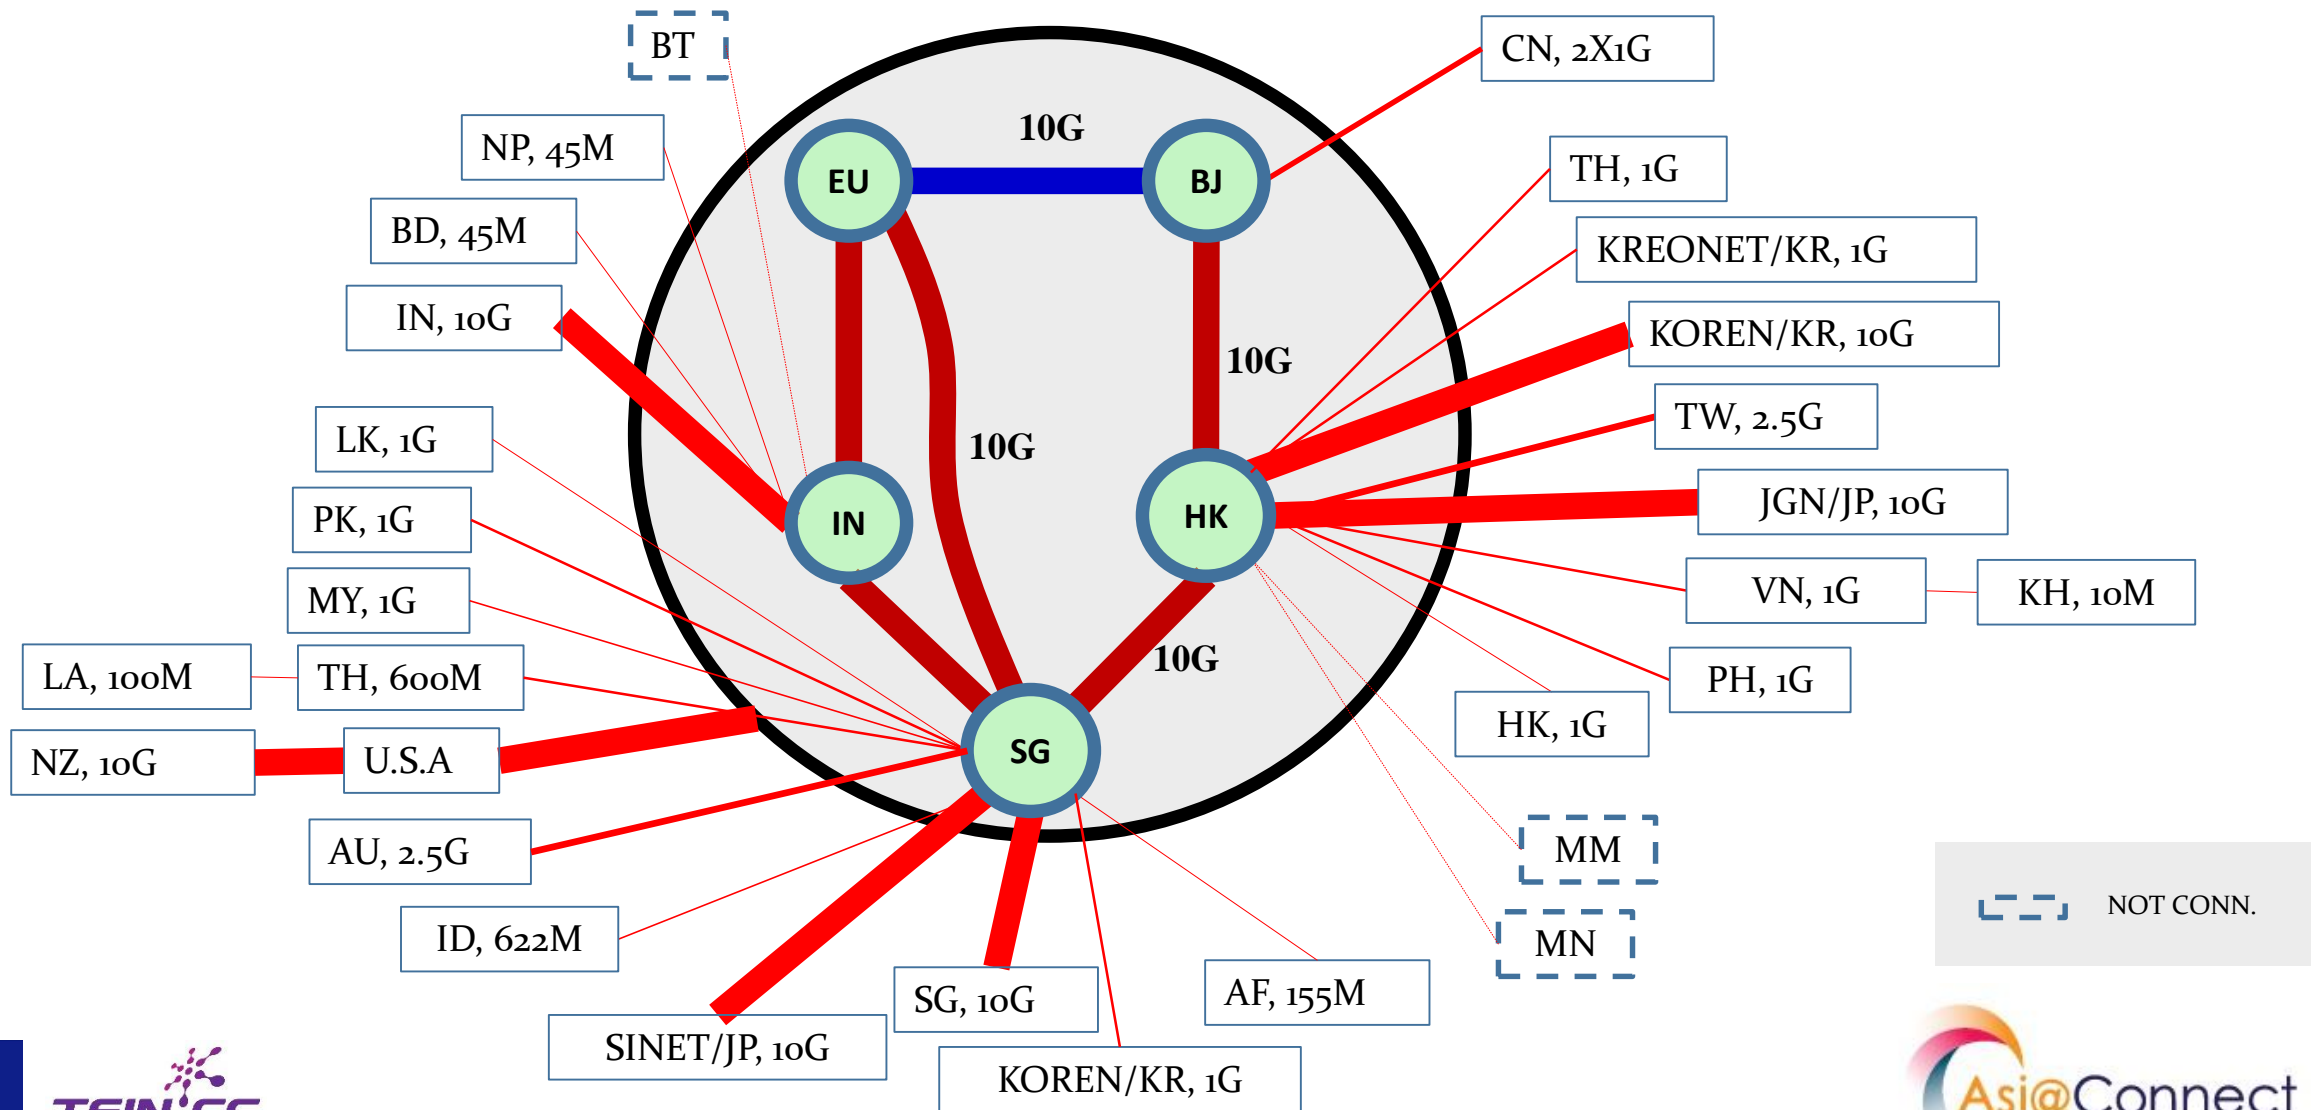 BT
CN, 2X1G
10G
NP, 45M
TH, 1G
EU
BJ
BD, 45M
KREONET/KR, 1G
IN, 10G
KOREN/KR, 10G
10G
LK, 1G
TW, 2.5G
10G
PK, 1G
IN
HK
JGN/JP, 10G
MY, 1G
VN, 1G
KH, 10M
LA, 100M
TH, 600M
10G
PH, 1G
HK, 1G
NZ, 10G
U.S.A
SG
AU, 2.5G
MM
NOT CONN.
ID, 622M
MN
SG, 10G
AF, 155M
SINET/JP, 10G
KOREN/KR, 1G
TEIN*CC
Asi@Connect